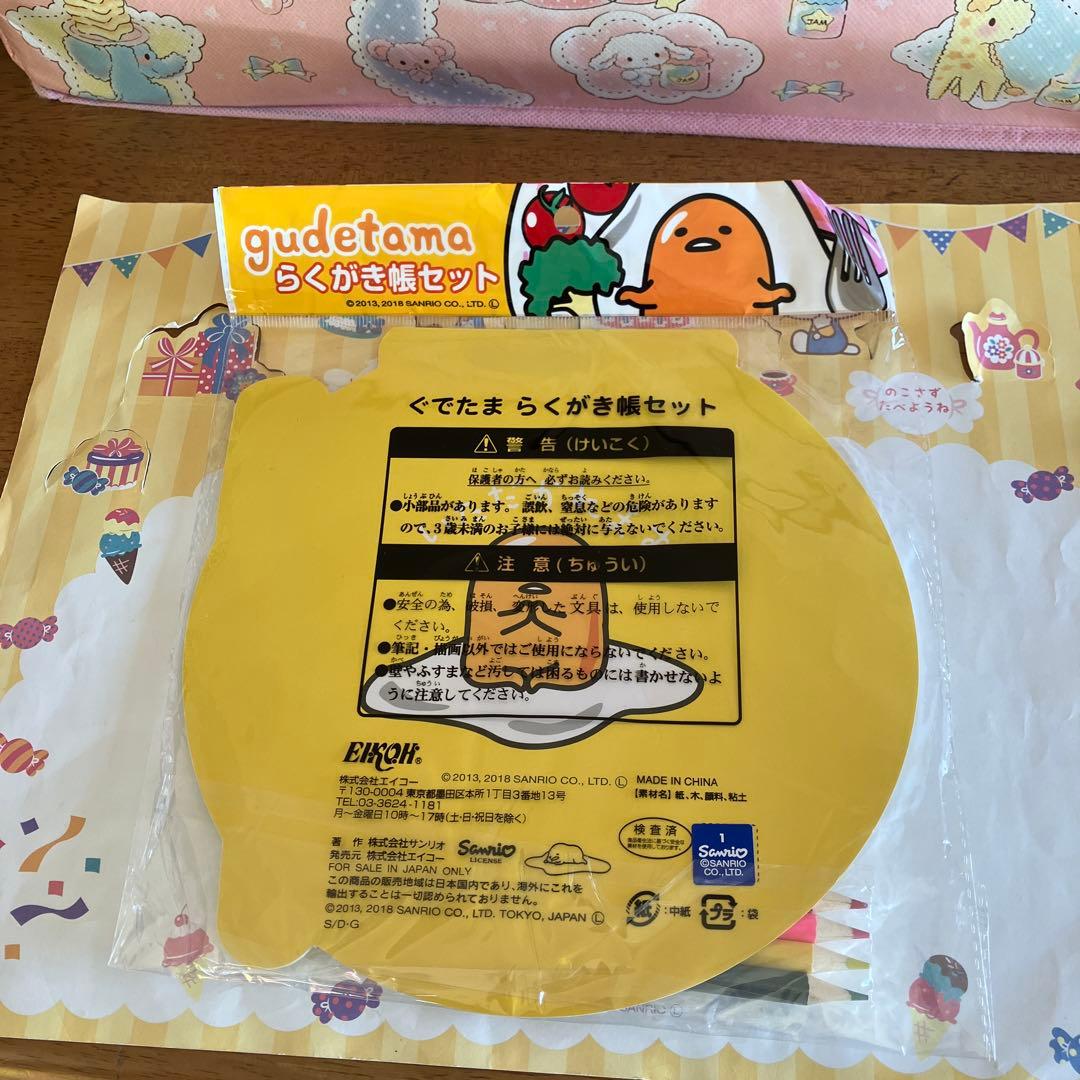 JAM
gudetama
らくがき帳セット
©2013, 2018 SANRIO CO., LTD. Ⓛ
のこさず
たべようね
ぐでたま らくがき帳セット
⚠ 警 告 (けいこく)
保護者の方へ 必ずお読みください。
●小部品があります。 誤飲、窒息などの危険があります
ので、3歳未満のお子様には絶対に与えないでください。
⚠ 注 意 (ちゅうい)
●安全の為、破損、変形した文具は、使用しないで
ください。
●筆記・描画以外ではご使用にならないでください。
●壁やふすまなど汚しては困るものには書かせないよ
うに注意してください。
EIKOH®
株式会社エイコー ©2013, 2018 SANRIO CO., LTD. Ⓛ MADE IN CHINA
〒130-0004 東京都墨田区本所1丁目3番地13号 【素材名】紙、木、顔料、粘土
TEL:03-3624-1181
月～金曜日10時～17時(土・日・祝日を除く)
検査済
著 作 株式会社サンリオ
発売元 株式会社エイコー
Sanrio
LICENSE
1
Sanrio
©SANRIO
CO., LTD.
FOR SALE IN JAPAN ONLY
この商品の販売地域は日本国内であり、海外にこれを
輸出することは一切認められておりません。
©2013, 2018 SANRIO CO., LTD. TOKYO, JAPAN Ⓛ
S/D・G
紙 :中紙
プラ :袋
SANRIO Ⓛ